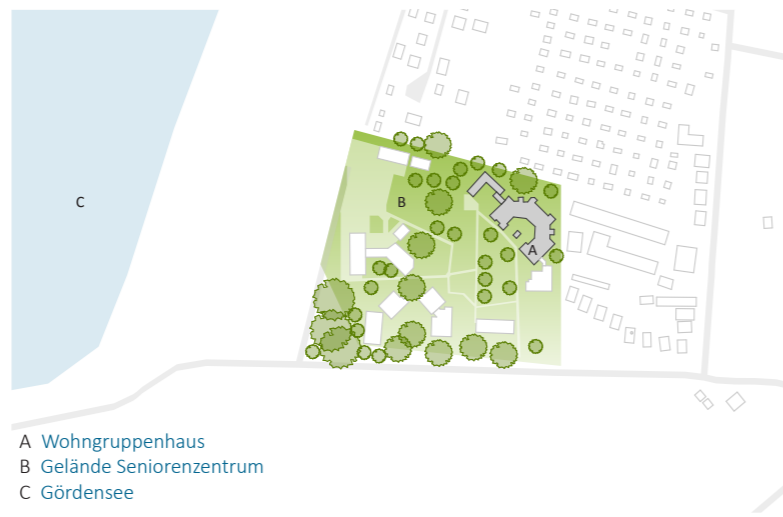 C
B
A
A Wohngruppenhaus
B Gelände Seniorenzentrum
C Gördensee